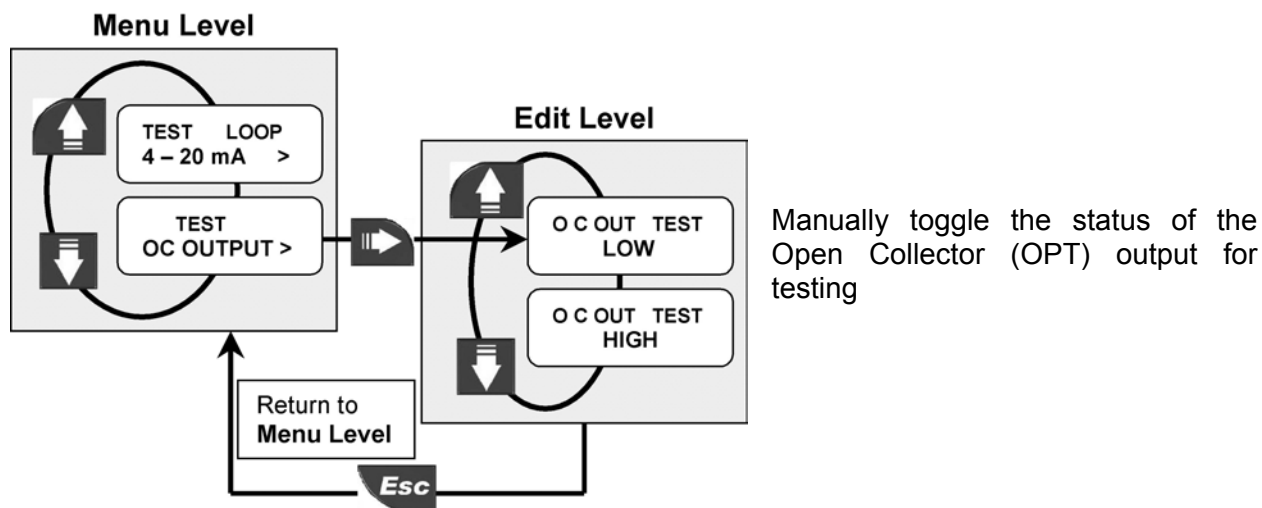 Menu Level
TEST LOOP
4 – 20 mA >
TEST
OC OUTPUT >
Edit Level
O C OUT TEST
LOW
O C OUT TEST
HIGH
Return to
Menu Level
Esc
Manually toggle the status of the
Open Collector (OPT) output for
testing